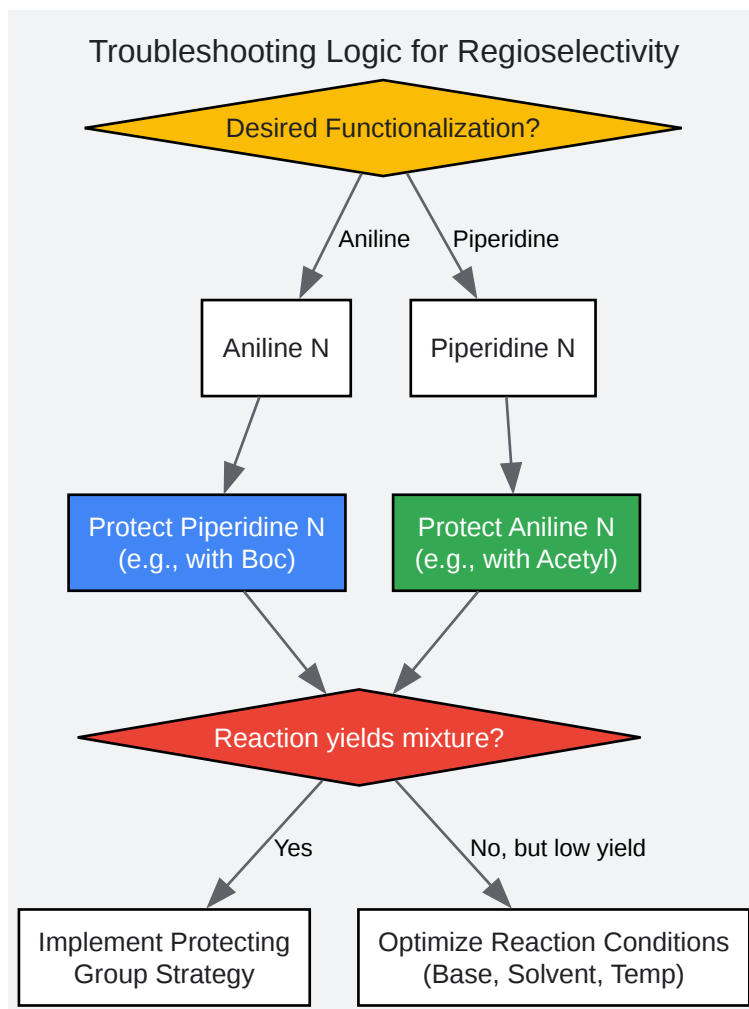 Troubleshooting Logic for Regioselectivity
Desired Functionalization?
Aniline
Piperidine
Aniline N
Piperidine N
Protect Piperidine N
(e.g., with Boc)
Protect Aniline N
(e.g., with Acetyl)
Reaction yields mixture?
Yes
No, but low yield
Implement Protecting
Group Strategy
Optimize Reaction Conditions
(Base, Solvent, Temp)